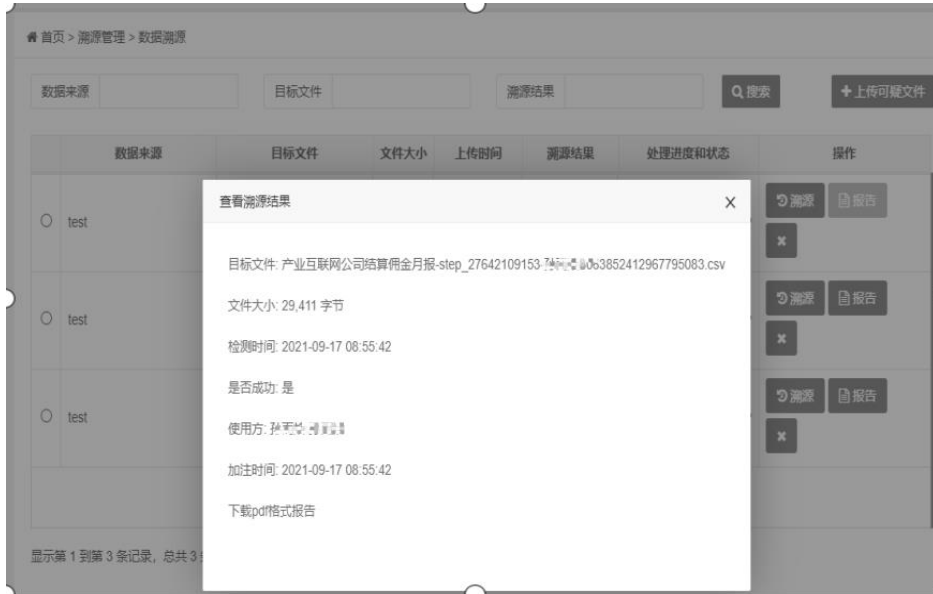 首页 > 溯源管理 > 数据溯源
数据来源 目标文件 溯源结果 搜索 上传可疑文件
数据来源 目标文件 文件大小 上传时间 溯源结果 处理进度和状态 操作
查看溯源结果 X
test 溯源 报告
目标文件: 产业互联网公司结算佣金月报-step_27642109153- 3852412967795083.csv
文件大小: 29,411 字节
test 溯源 报告
检测时间: 2021-09-17 08:55:42
是否成功: 是
test 溯源 报告
使用方:
加注时间: 2021-09-17 08:55:42
下载pdf格式报告
显示第 1 到第 3 条记录，总共 3